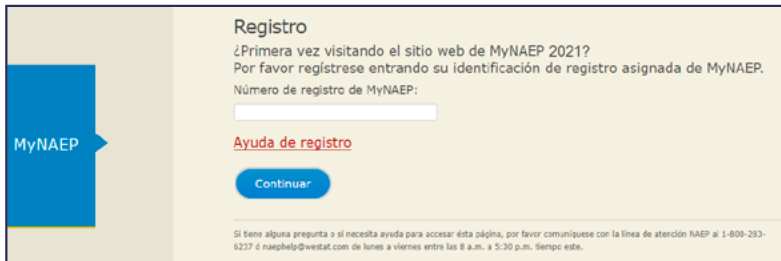 Registro
¿Primera vez visitando el sitio web de MyNAEP 2021?
Por favor regístrese entrando su identificación de registro asignada de MyNAEP.
Número de registro de MyNAEP:
MyNAEP
Ayuda de registro
Continuar
Si tiene alguna pregunta o si necesita ayuda para accesar ésta página, por favor comuníquese con la línea de atención NAEP al 1-800-283-
6237 ó naephelp@westat.com de lunes a viernes entre las 8 a.m. a 5:30 p.m. tiempo este.